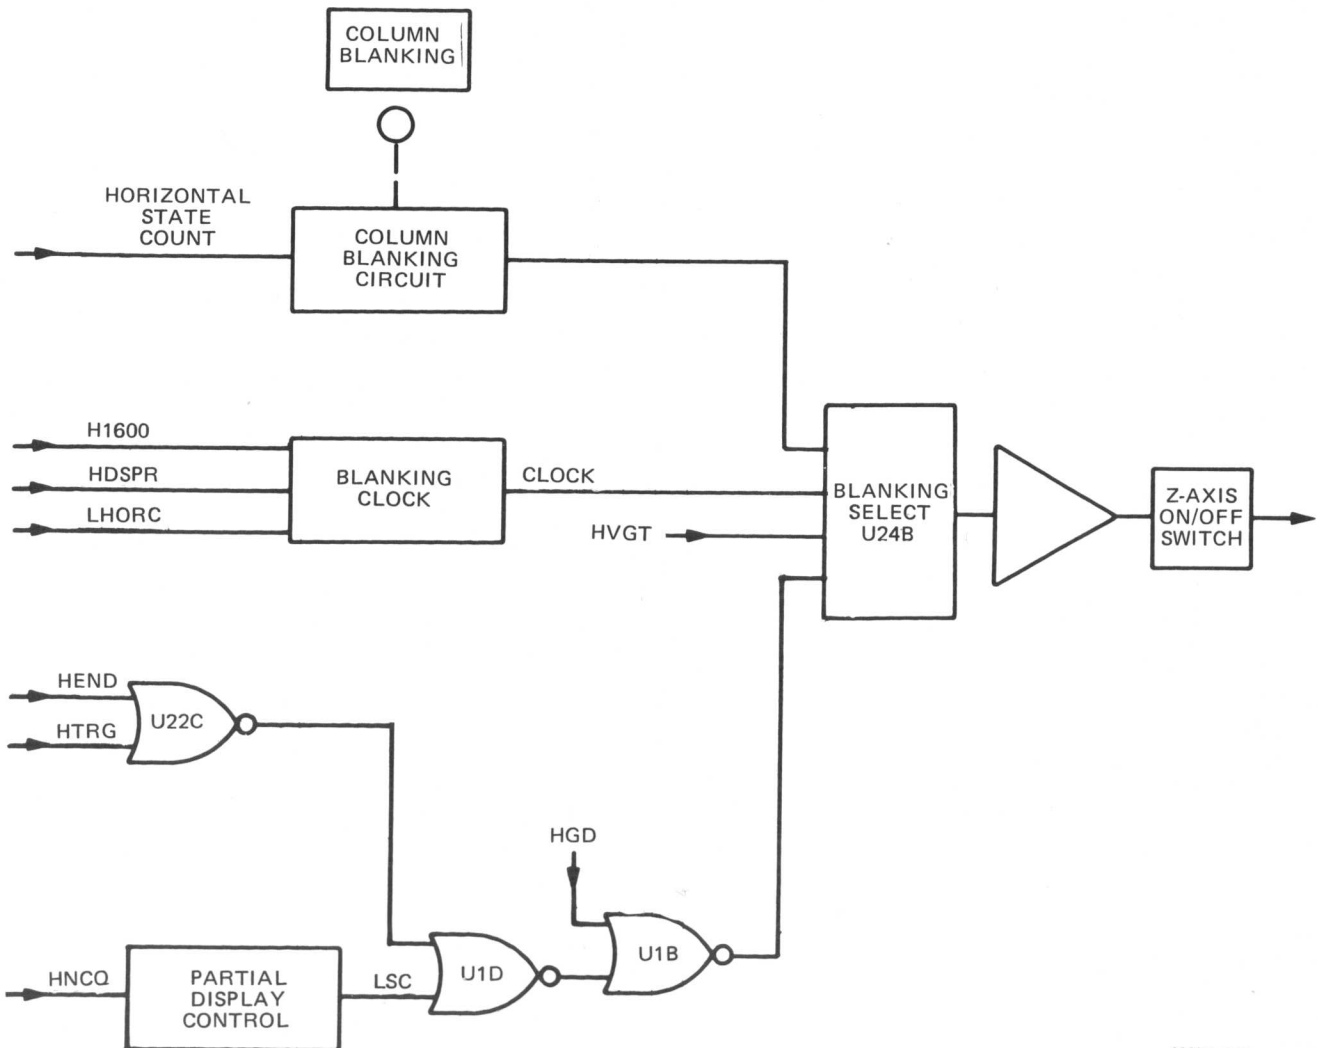 COLUMN
BLANKING
HORIZONTAL
STATE
COUNT
COLUMN
BLANKING
CIRCUIT
H1600
HDSPR
LHORC
BLANKING
CLOCK
CLOCK
HVGT
BLANKING
SELECT
U24B
Z-AXIS
ON/OFF
SWITCH
HEND
HTRG
U22C
HGD
HNCQ
PARTIAL
DISPLAY
CONTROL
LSC
U1D
U1B